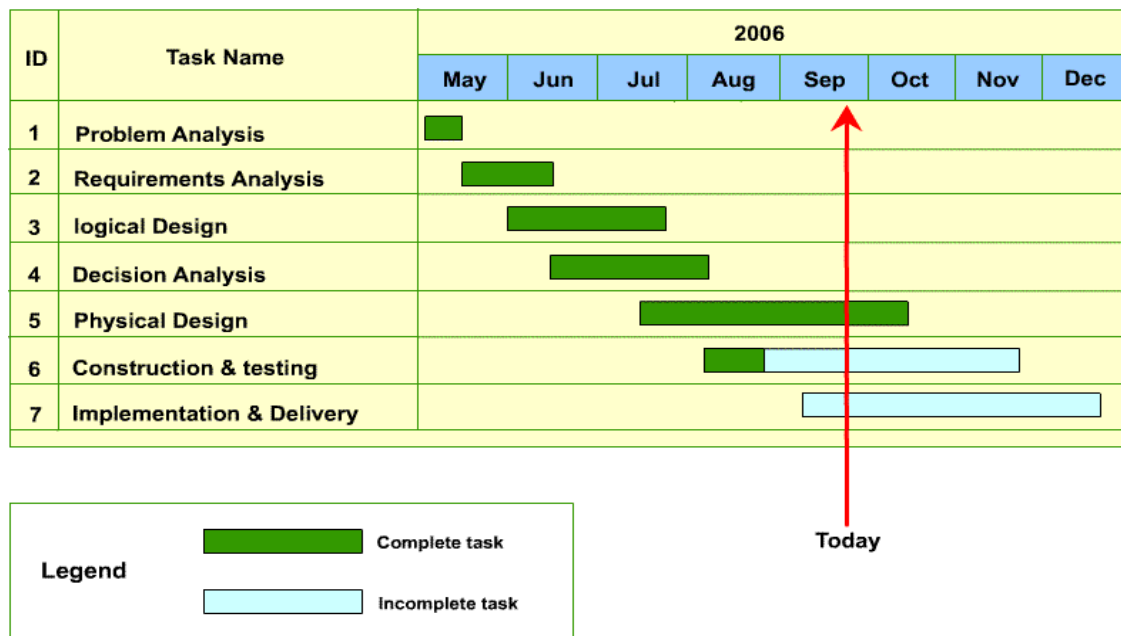 2006
ID Task Name
May Jun Jul Aug Sep Oct Nov Dec
1 Problem Analysis
2 Requirements Analysis
3 logical Design
4 Decision Analysis
5 Physical Design
6 Construction & testing
7 Implementation & Delivery
Today
Legend
Complete task
Incomplete task